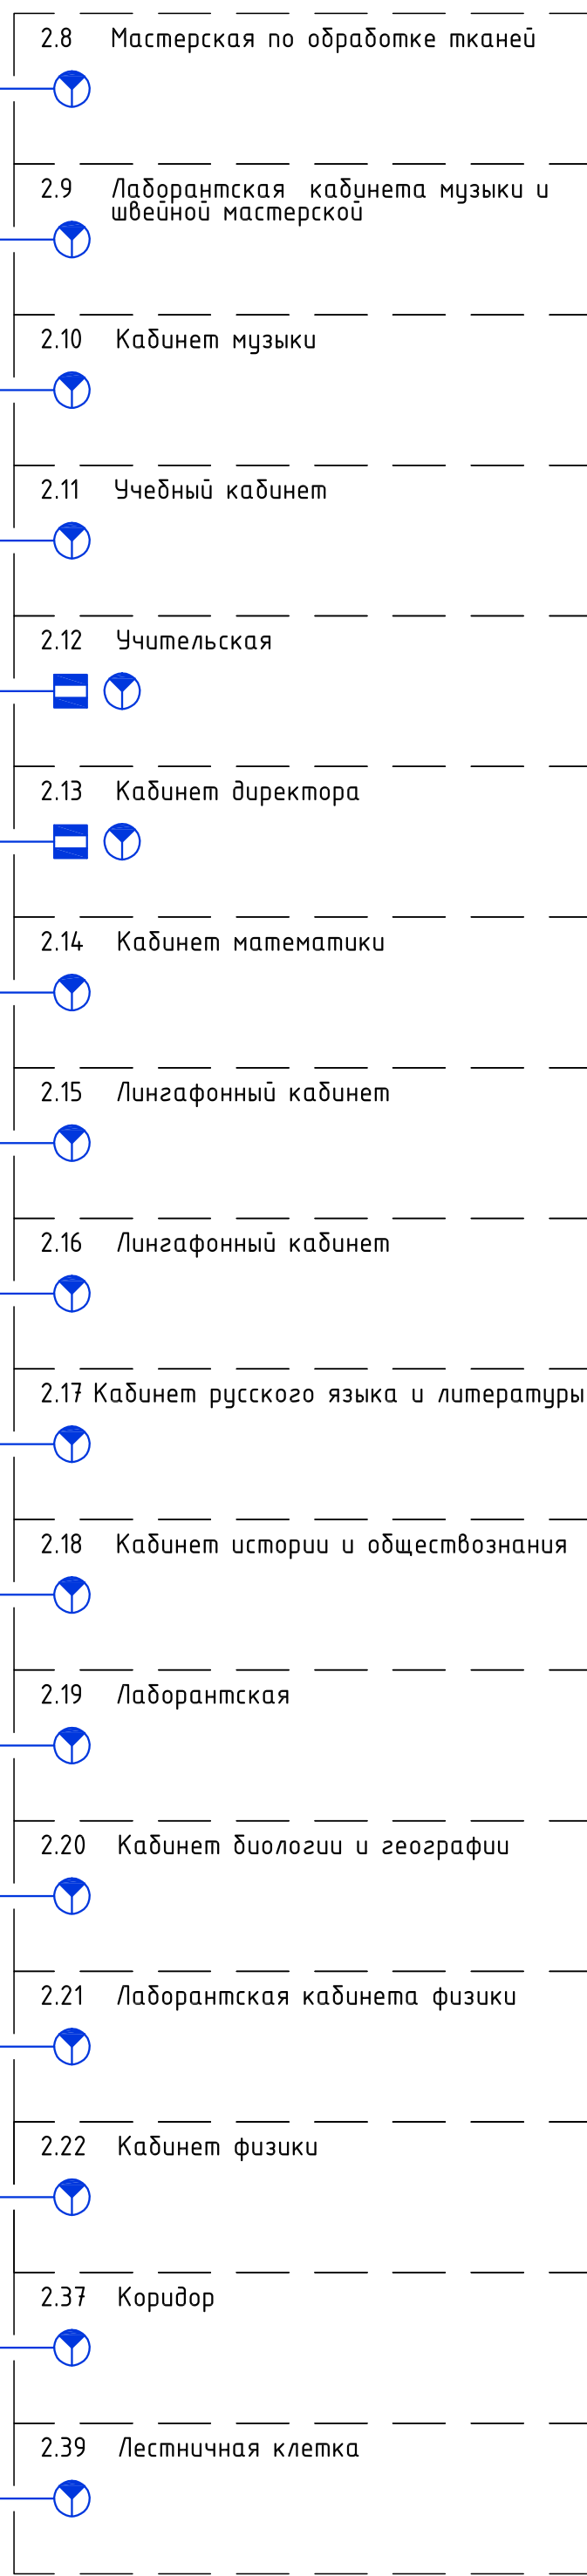 2.8 Мастерская по обработке тканей
2.9 Лаборантская кабинета музыки и
швейной мастерской
2.10 Кабинет музыки
2.11 Учебный кабинет
2.12 Учительская
2.13 Кабинет директора
2.14 Кабинет математики
2.15 Лингафонный кабинет
2.16 Лингафонный кабинет
2.17 Кабинет русского языка и литературы
2.18 Кабинет истории и обществознания
2.19 Лаборантская
2.20 Кабинет биологии и географии
2.21 Лаборантская кабинета физики
2.22 Кабинет физики
2.37 Коридор
2.39 Лестничная клетка